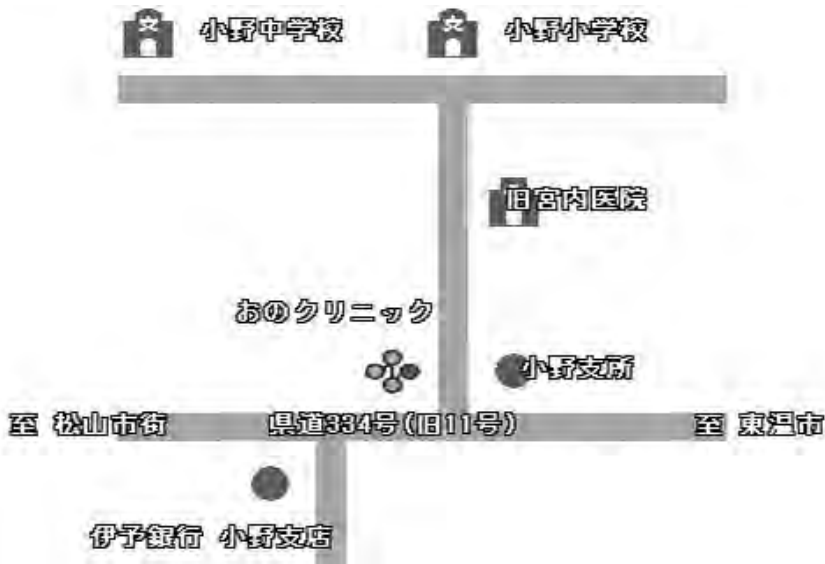 小野中学校 小野小学校
旧宮内医院
おのクリニック
小野支所
至 松山市街 県道334号(旧11号) 至 東温市
伊予銀行 小野支店